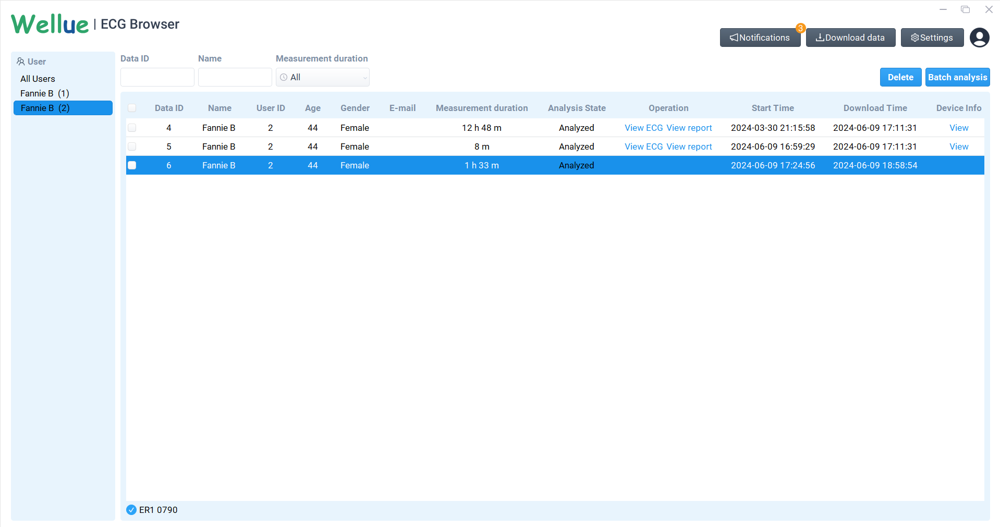 Wellue | ECG Browser
Notifications 3 Download data Settings
User
All Users
Fannie B (1)
Fannie B (2)
Data ID Name Measurement duration
All
Delete Batch analysis
Data ID Name User ID Age Gender E-mail Measurement duration Analysis State Operation Start Time Download Time Device Info
4 Fannie B 2 44 Female 12 h 48 m Analyzed View ECG View report 2024-03-30 21:15:58 2024-06-09 17:11:31 View
5 Fannie B 2 44 Female 8 m Analyzed View ECG View report 2024-06-09 16:59:29 2024-06-09 17:11:31 View
6 Fannie B 2 44 Female 1 h 33 m Analyzed 2024-06-09 17:24:56 2024-06-09 18:58:54
ER1 0790